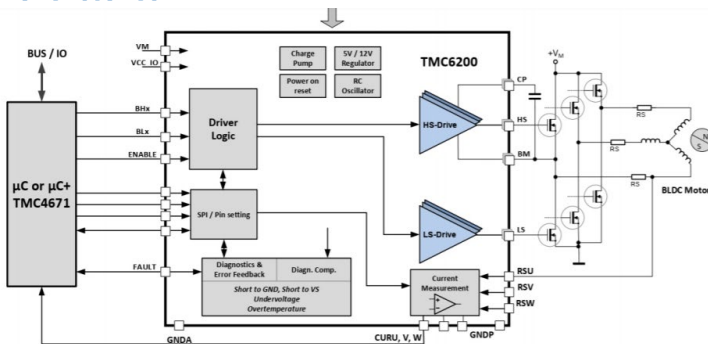 BUS / IO
VM
VCC_IO
Charge
Pump
5V / 12V
Regulator
TMC6200
Power on
reset
RC
Oscillator
+VM
CP
BHx
BLx
ENABLE
Driver
Logic
HS-Drive
HS
BM
RS
RS
RS
N
S
BLDC Motor
µC or µC+
TMC4671
SPI / Pin setting
LS-Drive
LS
FAULT
Diagnostics &
Error Feedback
Diagn. Comp.
Short to GND, Short to VS
Undervoltage
Overtemperature
Current
Measurement
RSU
RSV
RSW
GNDA
CURU, V, W
GNDP